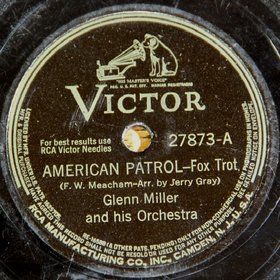 "HIS MASTER'S VOICE"
VICTOR
For best results use
RCA Victor Needles
27873-A
AMERICAN PATROL—Fox Trot
(F. W. Meacham-Arr. by Jerry Gray)
Glenn Miller
and his Orchestra
RCA MANUFACTURING CO., INC., CAMDEN, N. J., U.S.A.